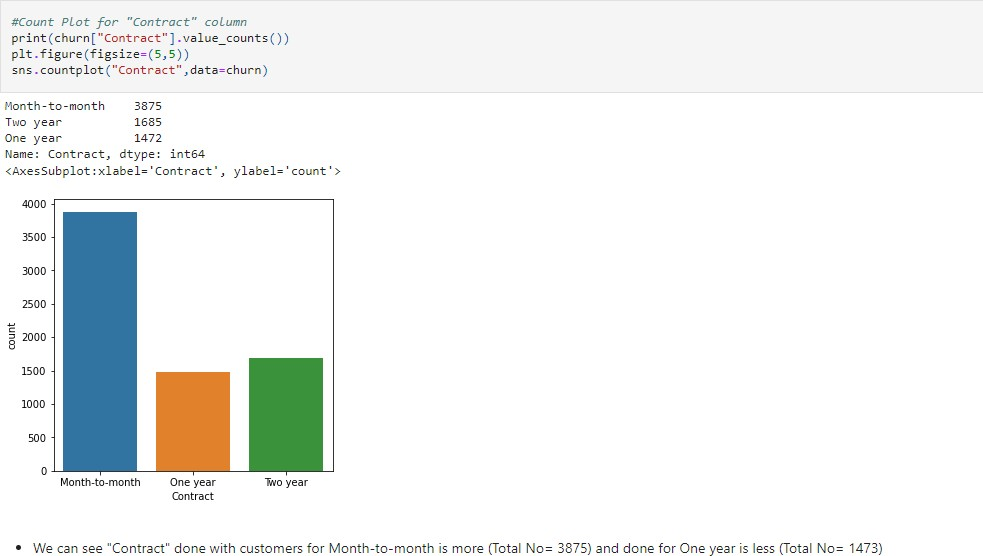 #Count Plot for "Contract" column
print(churn["Contract"].value_counts())
plt.figure(figsize=(5,5))
sns.countplot("Contract",data=churn)
Month-to-month    3875
Two year          1685
One year          1472
Name: Contract, dtype: int64
<AxesSubplot:xlabel='Contract', ylabel='count'>
4000
3500
3000
2500
2000
1500
1000
500
0
count
Month-to-month One year Two year
Contract
• We can see "Contract" done with customers for Month-to-month is more (Total No= 3875) and done for One year is less (Total No= 1473)